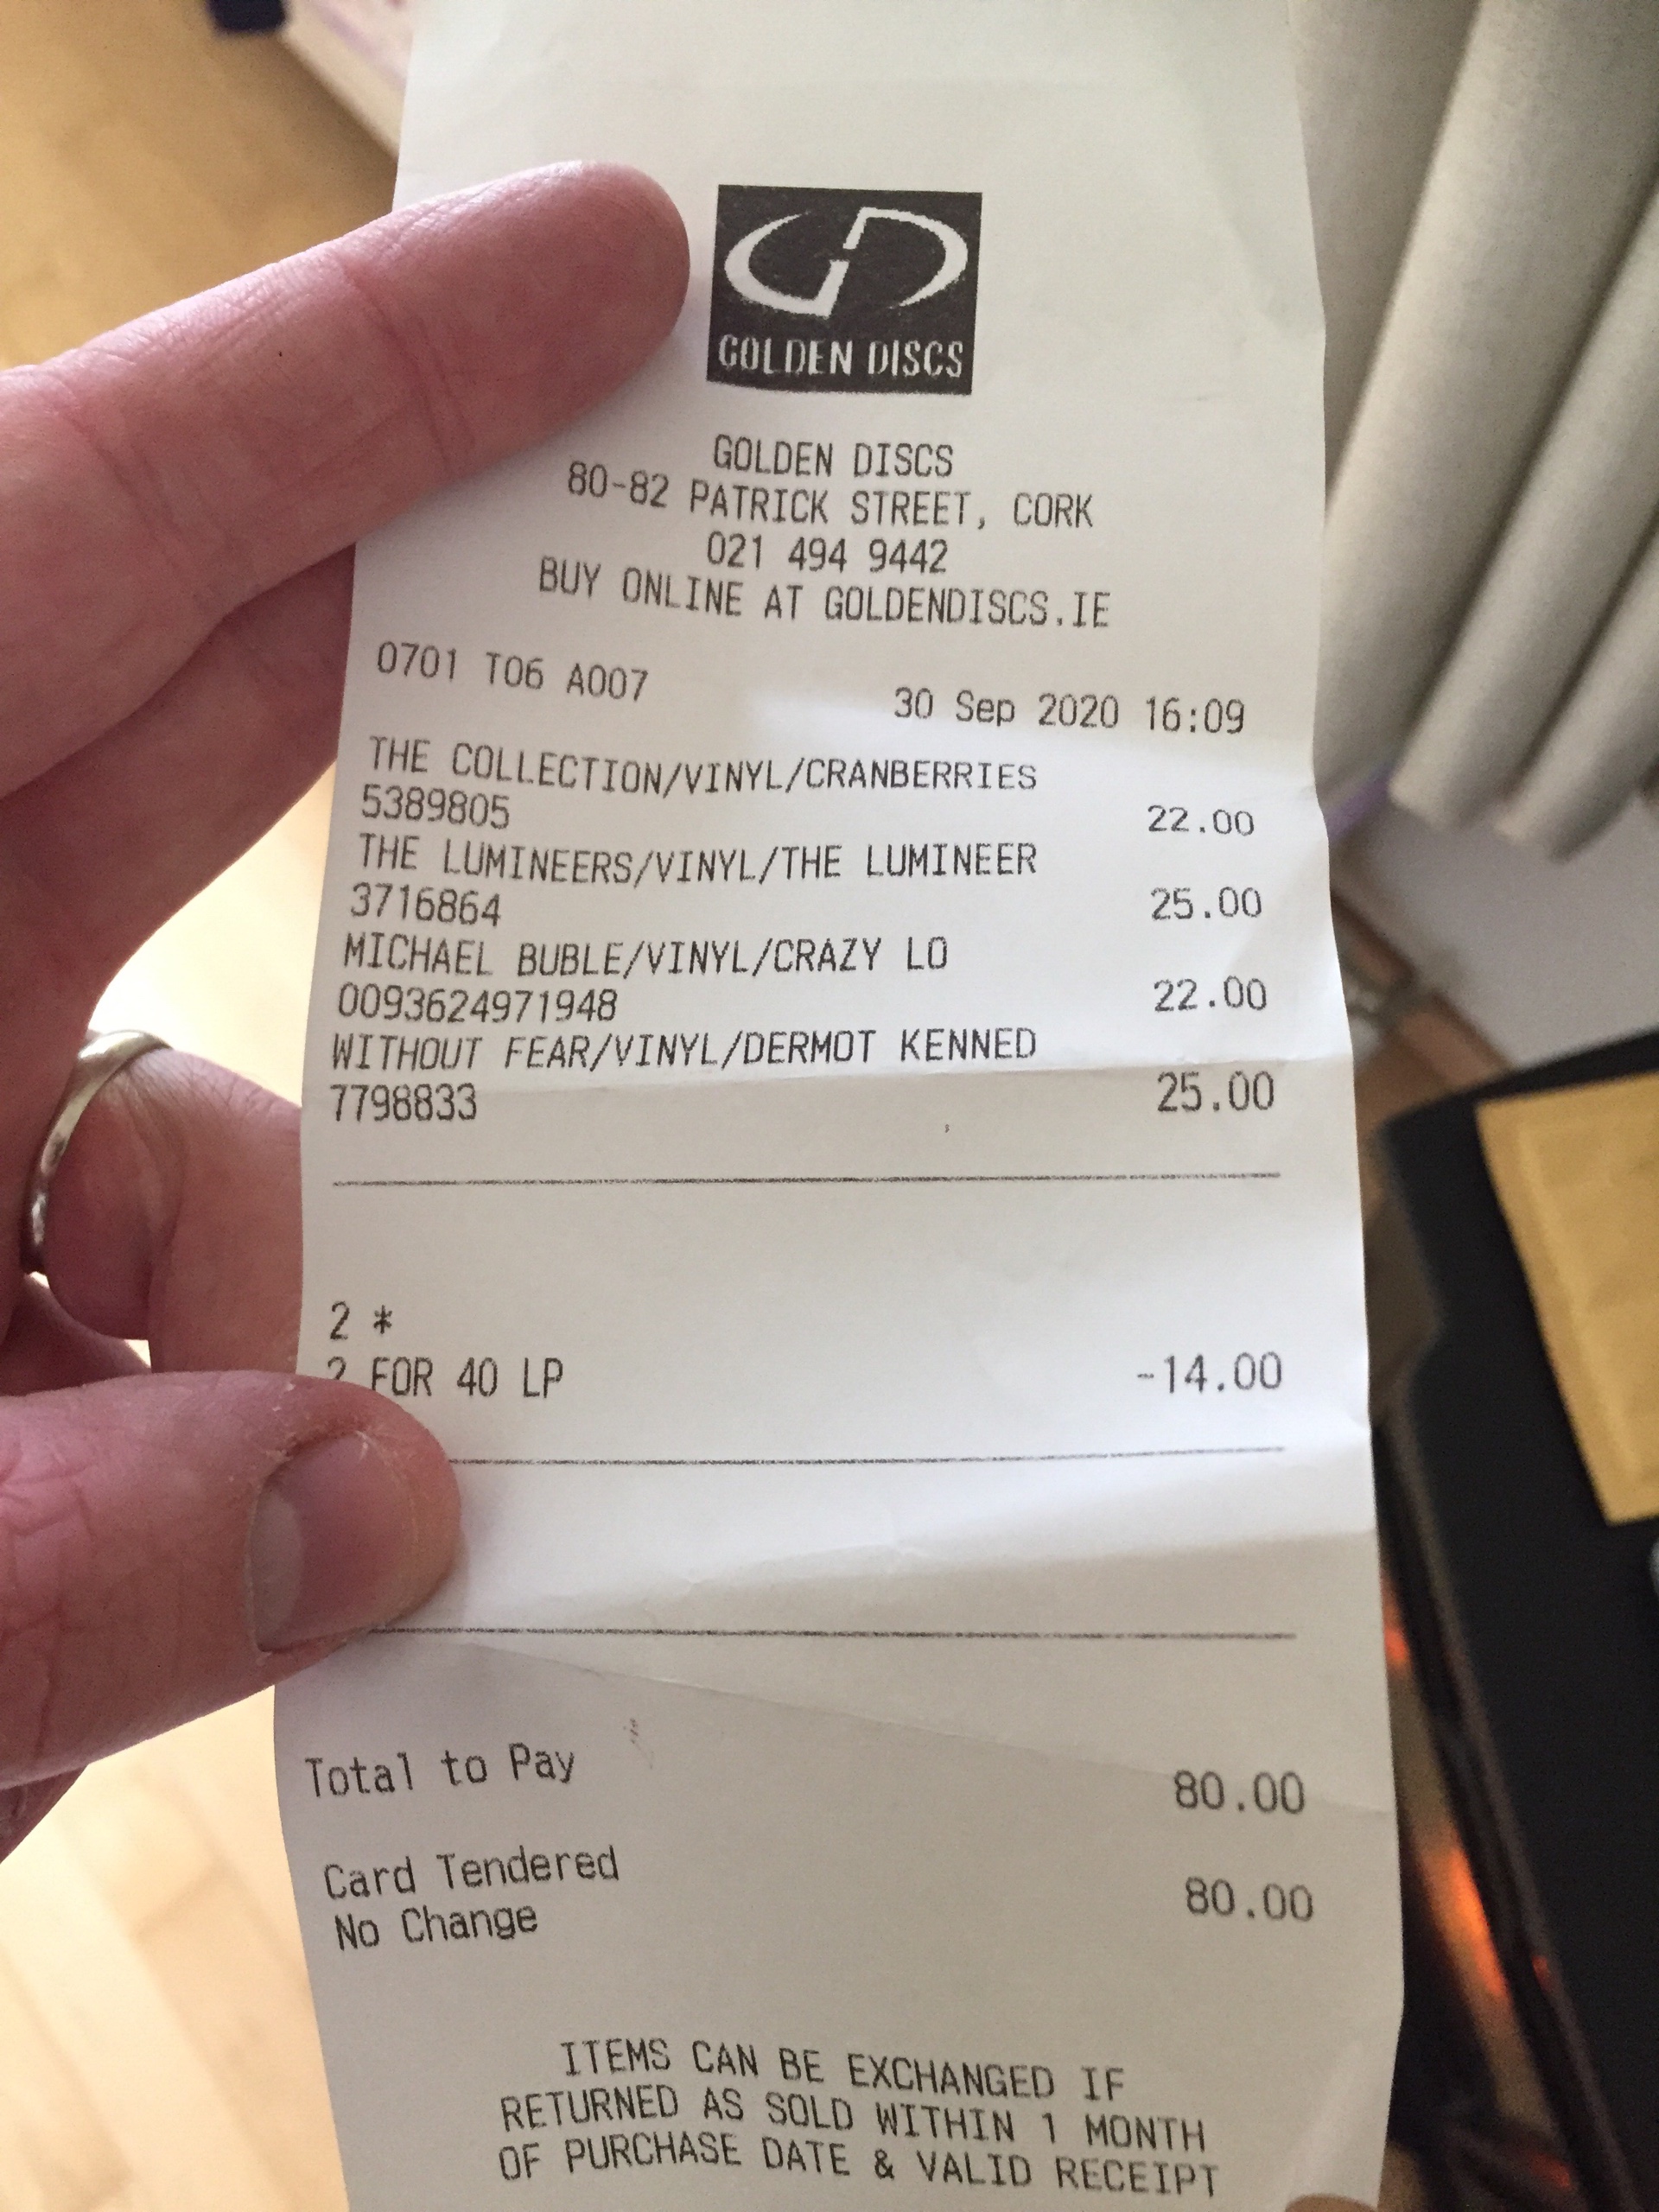 GOLDEN DISCS
GOLDEN DISCS
80-82 PATRICK STREET, CORK
021 494 9442
BUY ONLINE AT GOLDENDISCS.IE
0701 T06 A007 30 Sep 2020 16:09
THE COLLECTION/VINYL/CRANBERRIES
5389805 22.00
THE LUMINEERS/VINYL/THE LUMINEER
3716864 25.00
MICHAEL BUBLE/VINYL/CRAZY LO
0093624971948 22.00
WITHOUT FEAR/VINYL/DERMOT KENNED
7798833 25.00
2 *
2 FOR 40 LP -14.00
Total to Pay 80.00
Card Tendered 80.00
No Change
ITEMS CAN BE EXCHANGED IF
RETURNED AS SOLD WITHIN 1 MONTH
OF PURCHASE DATE & VALID RECEIPT